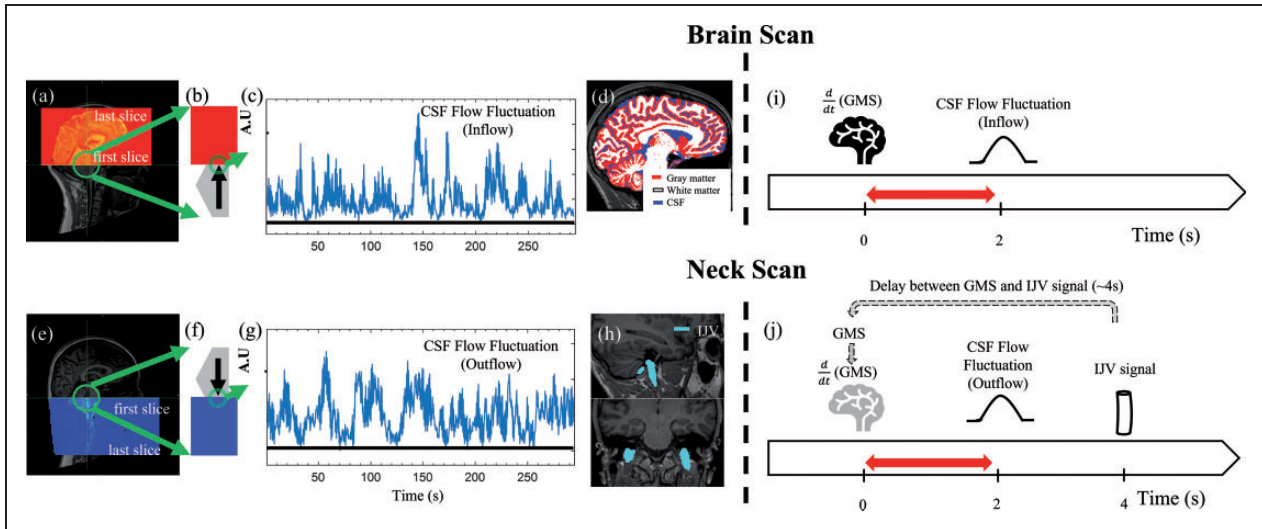 Brain Scan
(a)
last slice
first slice
(b)
(c)
A.U
CSF Flow Fluctuation
(Inflow)
50 100 150 200 250
(d)
Gray matter
White matter
CSF
(i)
d/dt (GMS)
CSF Flow Fluctuation
(Inflow)
0 2 Time (s)
Neck Scan
(e)
first slice
last slice
(f)
(g)
A.U
CSF Flow Fluctuation
(Outflow)
50 100 150 200 250
Time (s)
(h)
IJV
Delay between GMS and IJV signal (~4s)
(j)
GMS
d/dt (GMS)
CSF Flow
Fluctuation
(Outflow)
IJV signal
0 2 4 Time (s)